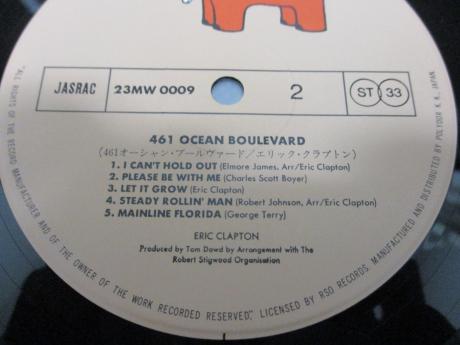 JASRAC 23MW 0009 2 ST 33
461 OCEAN BOULEVARD
(461オーシャン・ブールヴァード/エリック・クラプトン)
1. I CAN'T HOLD OUT (Elmore James, Arr/Eric Clapton)
2. PLEASE BE WITH ME (Charles Scott Boyer)
3. LET IT GROW (Eric Clapton)
4. STEADY ROLLIN' MAN (Robert Johnson, Arr/Eric Clapton)
5. MAINLINE FLORIDA (George Terry)
ERIC CLAPTON
Produced by Tom Dowd by Arrangement with The
Robert Stigwood Organisation
"ALL RIGHTS OF THE RECORD MANUFACTURER AND OF THE OWNER OF THE WORK RECORDED RESERVED", LICENSED BY RSO RECORDS. MANUFACTURED AND DISTRIBUTED BY POLYDOR K.K., JAPAN.